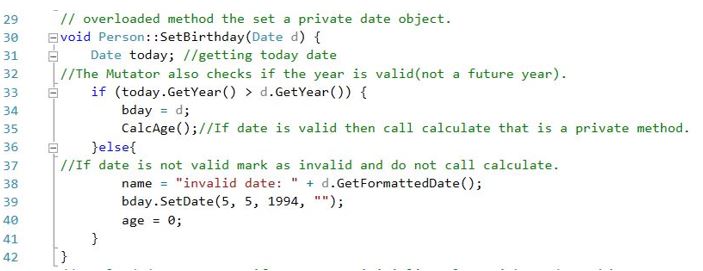 29 // overloaded method the set a private date object.
30 void Person::SetBirthday(Date d) {
31 Date today; //getting today date
32 //The Mutator also checks if the year is valid(not a future year).
33 if (today.GetYear() > d.GetYear()) {
34 bday = d;
35 CalcAge();//If date is valid then call calculate that is a private method.
36 }else{
37 //If date is not valid mark as invalid and do not call calculate.
38 name = "invalid date: " + d.GetFormattedDate();
39 bday.SetDate(5, 5, 1994, "");
40 age = 0;
41 }
42 }